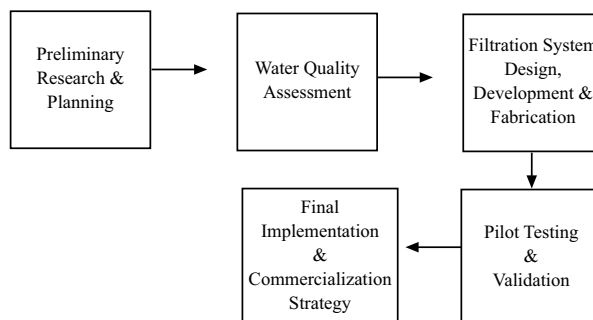 Preliminary
Research &
Planning
Water Quality
Assessment
Filtration System
Design,
Development &
Fabrication
Pilot Testing
&
Validation
Final
Implementation
&
Commercialization
Strategy